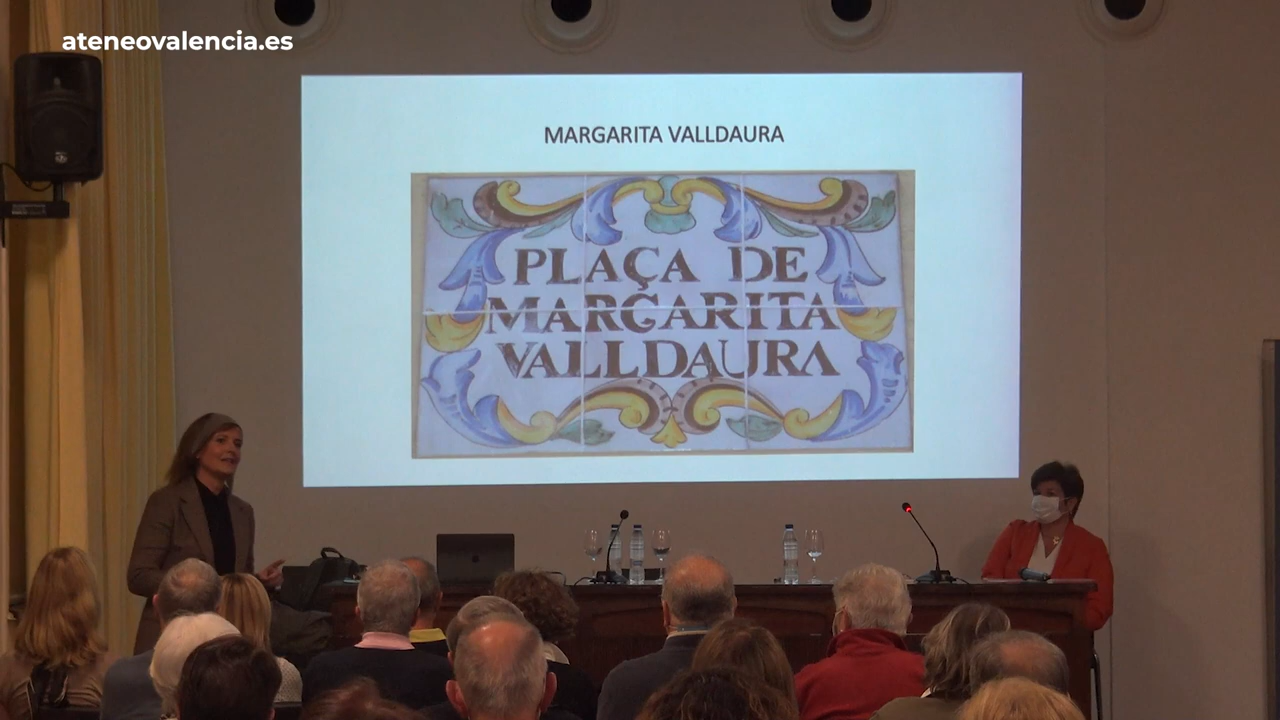 ateneovalencia.es
MARGARITA VALLDAURA
PLAÇA DE
MARGARITA
VALLDAURA